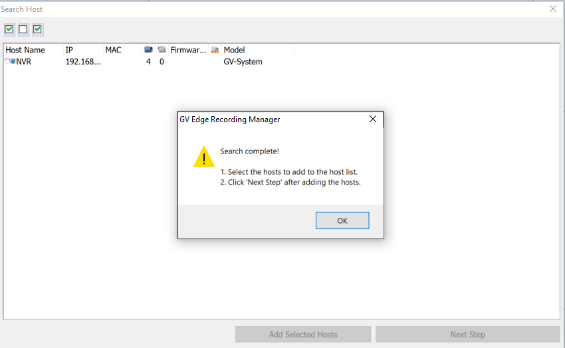 Search Host
Host Name IP MAC Firmwar... Model
NVR 192.168... 4 0 GV-System
GV Edge Recording Manager
Search complete!
1. Select the hosts to add to the host list.
2. Click 'Next Step' after adding the hosts.
OK
Add Selected Hosts Next Step